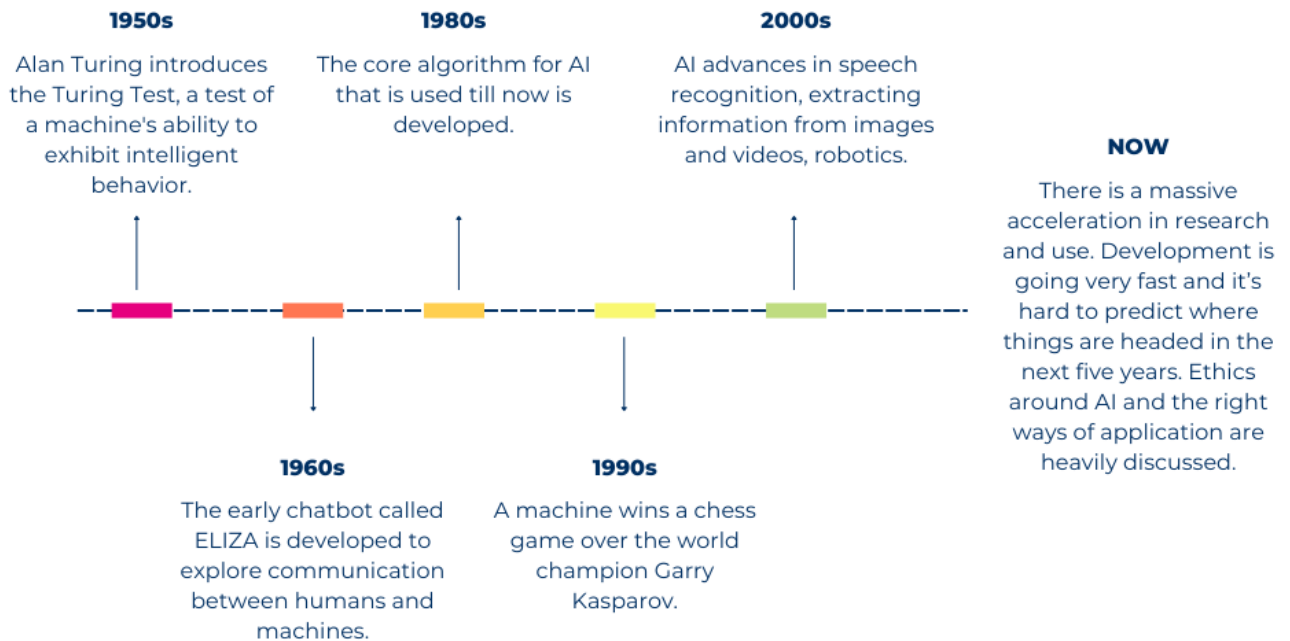 1950s
Alan Turing introduces
the Turing Test, a test of
a machine's ability to
exhibit intelligent
behavior.
1960s
The early chatbot called
ELIZA is developed to
explore communication
between humans and
machines.
1980s
The core algorithm for AI
that is used till now is
developed.
1990s
A machine wins a chess
game over the world
champion Garry
Kasparov.
2000s
AI advances in speech
recognition, extracting
information from images
and videos, robotics.
NOW
There is a massive
acceleration in research
and use. Development is
going very fast and it’s
hard to predict where
things are headed in the
next five years. Ethics
around AI and the right
ways of application are
heavily discussed.